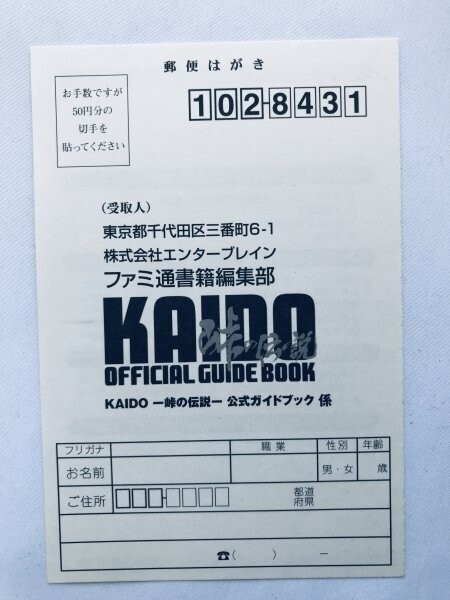 郵便はがき
お手数ですが
50円分の
切手を
貼ってください
1028431
(受取人)
東京都千代田区三番町6-1
株式会社エンターブレイン
ファミ通書籍編集部
KAIDO
峠の伝説
OFFICIAL GUIDE BOOK
KAIDO ー峠の伝説ー 公式ガイドブック 係
フリガナ 職業 性別 年齢
お名前 男・女 歳
ご住所 都道
府県
☎( ) －